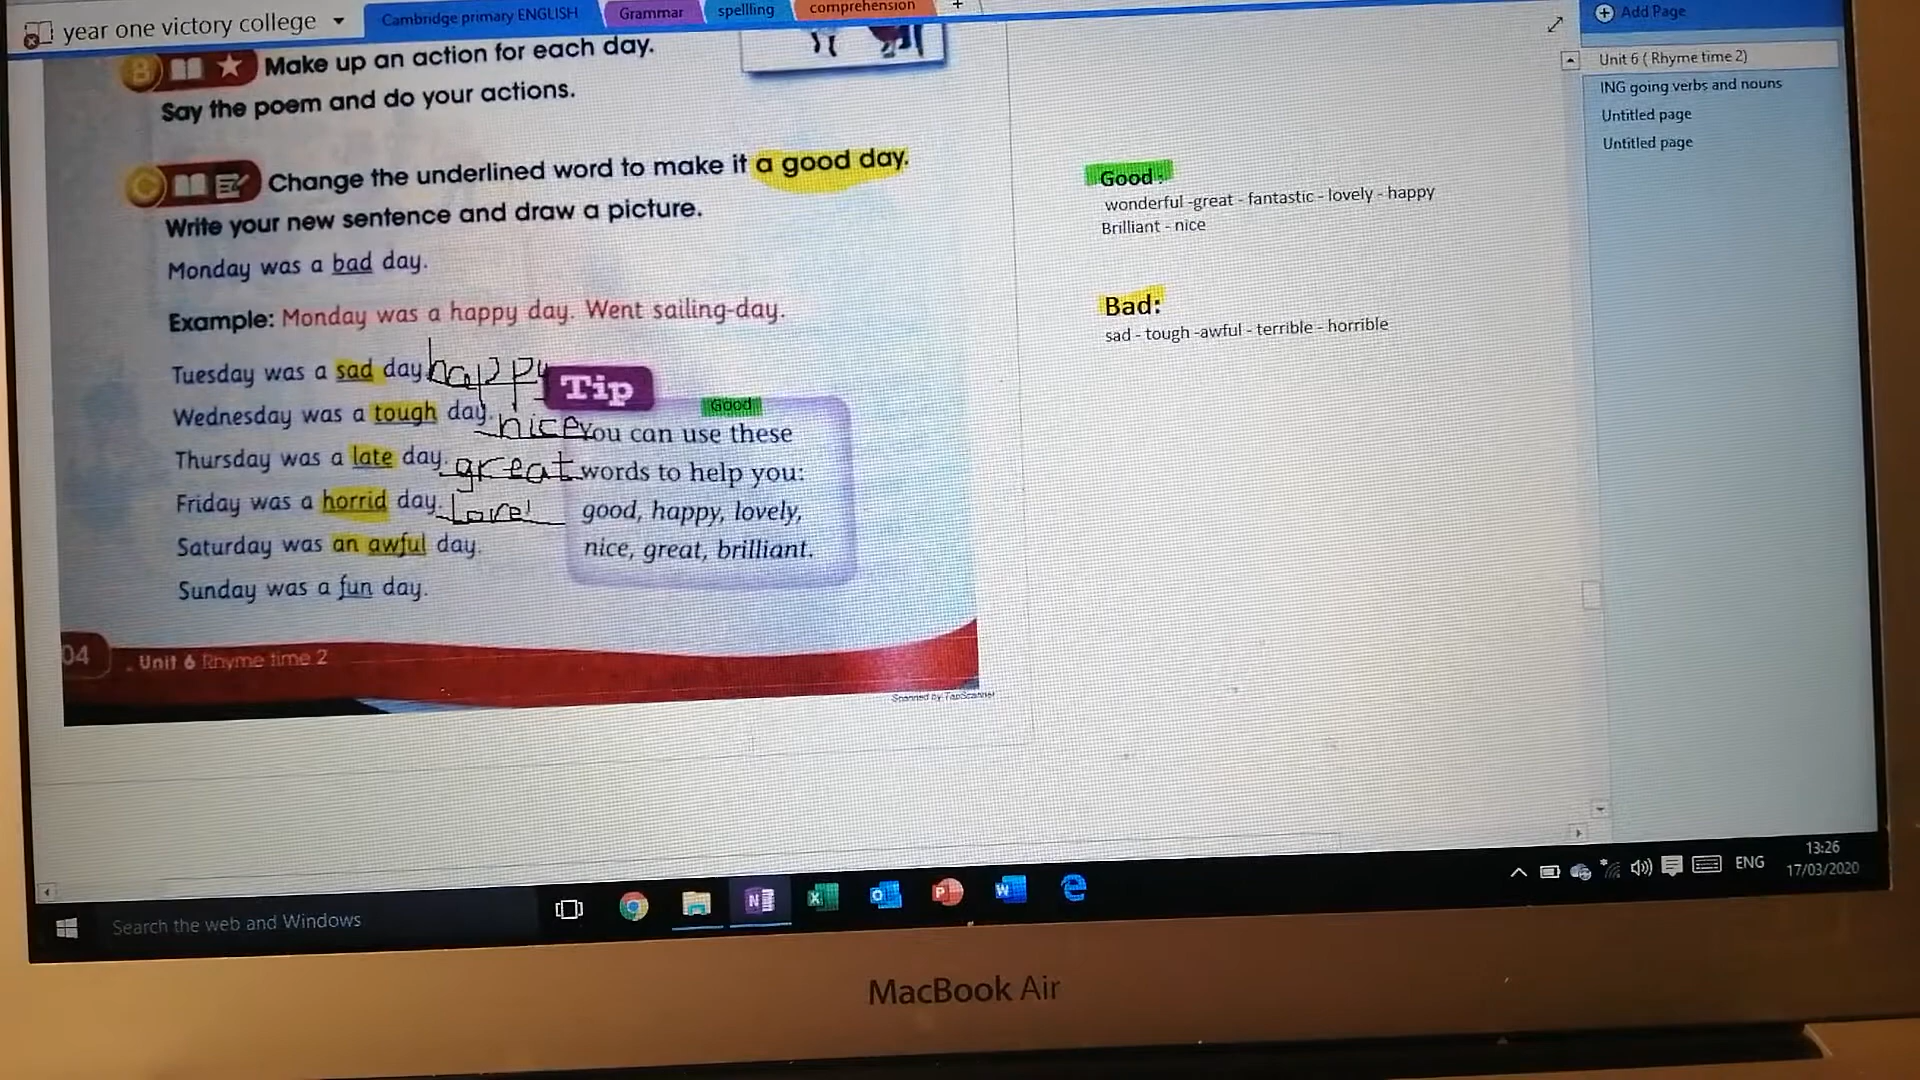 year one victory college
Cambridge primary ENGLISH
Grammar
spellling
comprehension
+
Add Page
B Make up an action for each day.
Say the poem and do your actions.
C Change the underlined word to make it a good day.
Write your new sentence and draw a picture.
Monday was a bad day.
Example: Monday was a happy day. Went sailing-day.
Tuesday was a sad day happy
Wednesday was a tough day. nice
Thursday was a late day. great
Friday was a horrid day. Lovel
Saturday was an awful day.
Sunday was a fun day.
Tip
Good
You can use these
words to help you:
good, happy, lovely,
nice, great, brilliant.
04
Unit 6 Rhyme time 2
Scanned by TapScanner
Good :
wonderful -great - fantastic - lovely - happy
Brilliant - nice
Bad:
sad - tough -awful - terrible - horrible
Unit 6 ( Rhyme time 2)
ING going verbs and nouns
Untitled page
Untitled page
Search the web and Windows
N
X
O
P
W
ENG
13:26
17/03/2020
MacBook Air